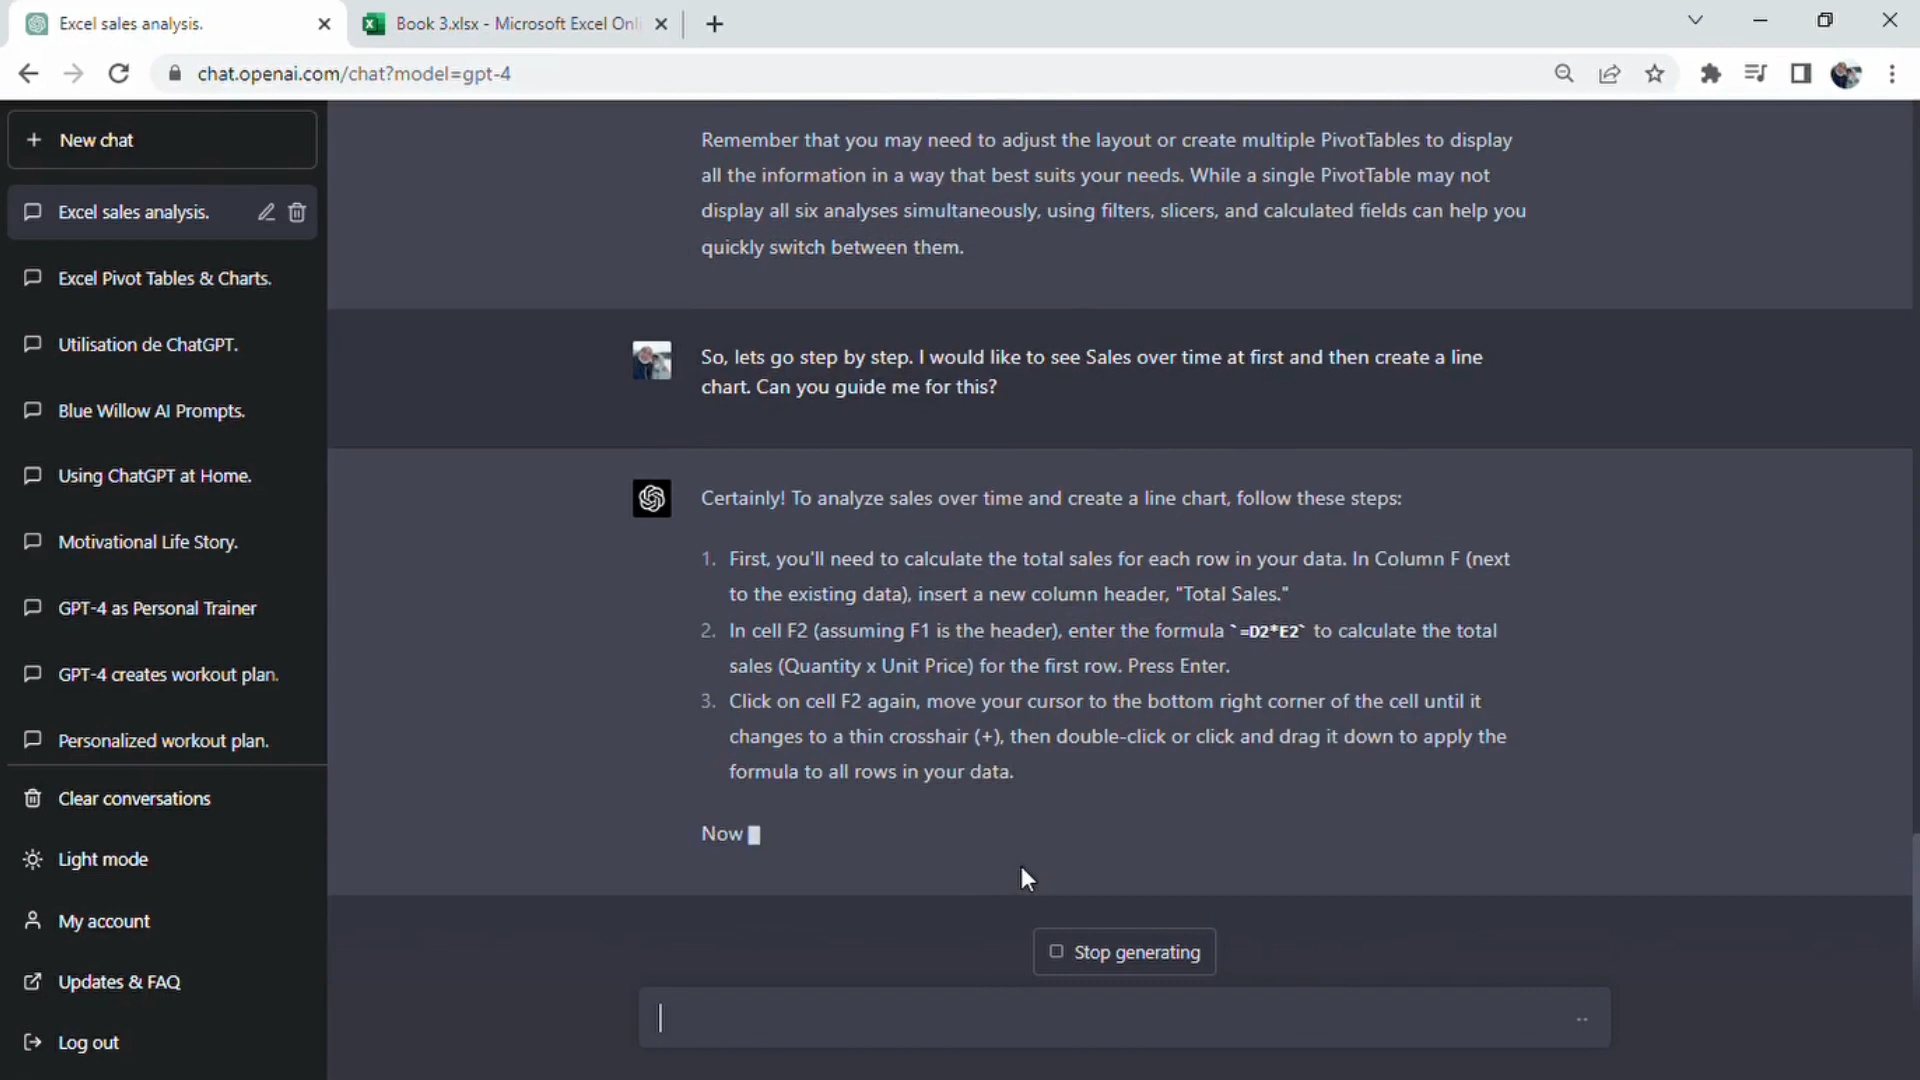 Excel sales analysis.
Book 3.xlsx - Microsoft Excel Onli
chat.openai.com/chat?model=gpt-4
New chat
Excel sales analysis.
Excel Pivot Tables & Charts.
Utilisation de ChatGPT.
Blue Willow AI Prompts.
Using ChatGPT at Home.
Motivational Life Story.
GPT-4 as Personal Trainer
GPT-4 creates workout plan.
Personalized workout plan.
Clear conversations
Light mode
My account
Updates & FAQ
Log out
Remember that you may need to adjust the layout or create multiple PivotTables to display
all the information in a way that best suits your needs. While a single PivotTable may not
display all six analyses simultaneously, using filters, slicers, and calculated fields can help you
quickly switch between them.
So, lets go step by step. I would like to see Sales over time at first and then create a line
chart. Can you guide me for this?
Certainly! To analyze sales over time and create a line chart, follow these steps:
1. First, you'll need to calculate the total sales for each row in your data. In Column F (next
to the existing data), insert a new column header, "Total Sales."
2. In cell F2 (assuming F1 is the header), enter the formula `=D2*E2` to calculate the total
sales (Quantity x Unit Price) for the first row. Press Enter.
3. Click on cell F2 again, move your cursor to the bottom right corner of the cell until it
changes to a thin crosshair (+), then double-click or click and drag it down to apply the
formula to all rows in your data.
Now
Stop generating